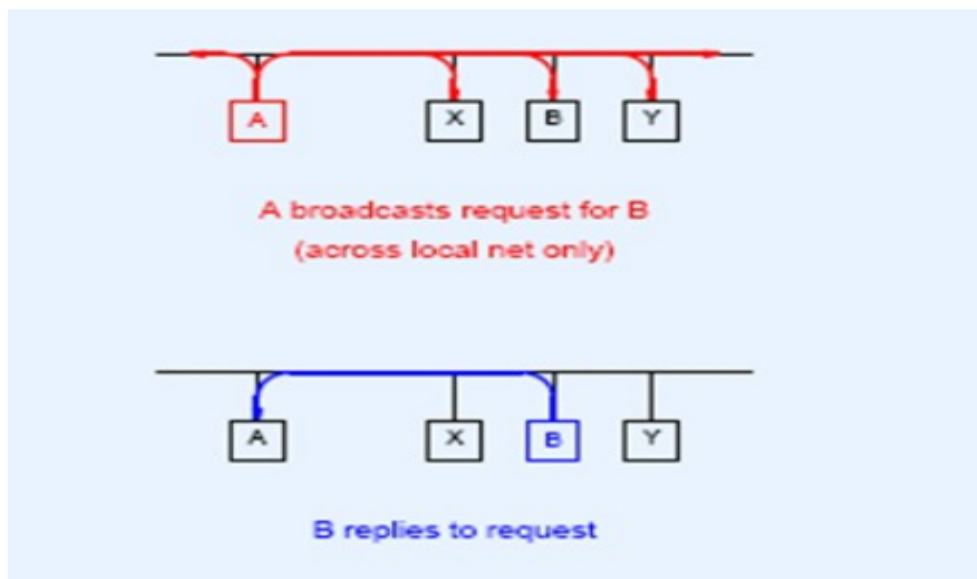 A X B Y
A broadcasts request for B
(across local net only)
A X B Y
B replies to request